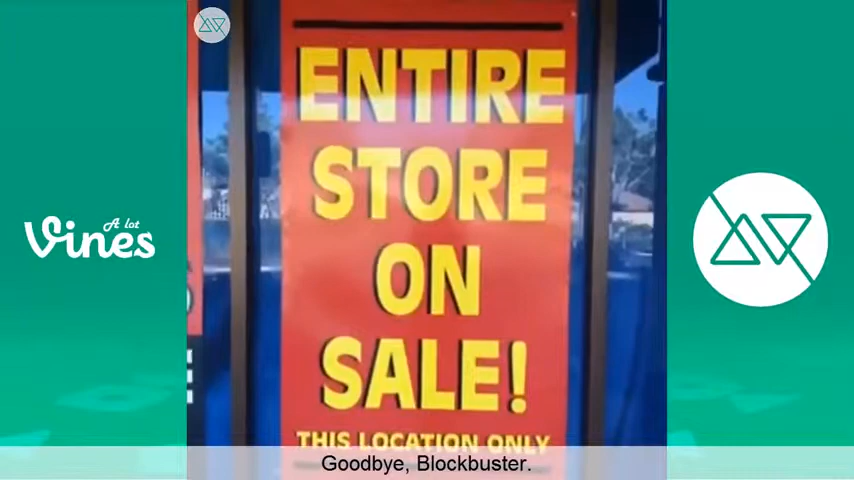 ENTIRE
STORE
ON
SALE!
THIS LOCATION ONLY
A lot
Vines
Goodbye, Blockbuster.